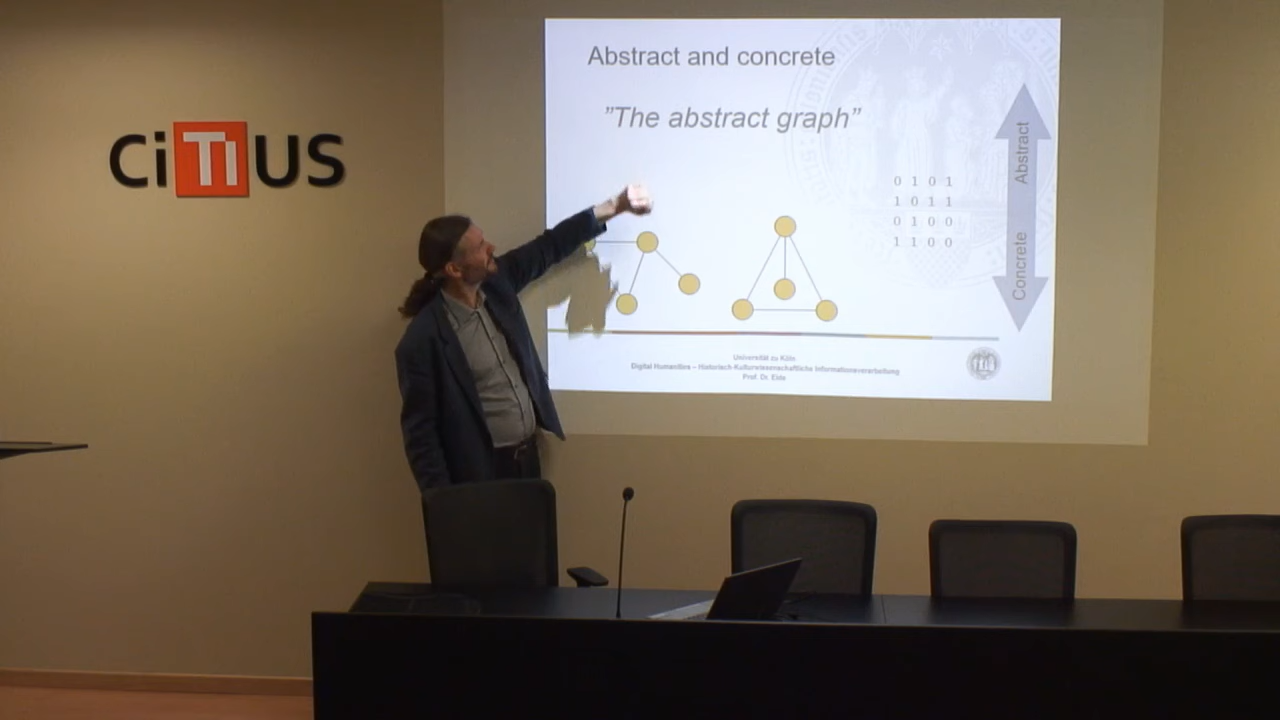 CiTIUS
Abstract and concrete
"The abstract graph"
Abstract
Concrete
0 1 0 1
1 0 1 1
0 1 0 0
1 1 0 0
Universität zu Köln
Digital Humanities – Historisch-Kulturwissenschaftliche Informationsverarbeitung
Prof. Dr. Eide